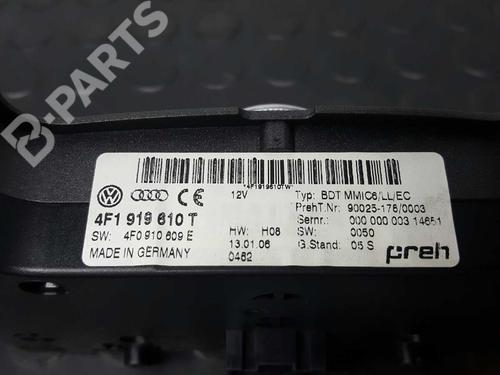 B-PARTS
*4F1919610TW*
12V
Typ: BDT MMIC6/LL/EC
4F1 919 610 T
PrehT.Nr: 90025-176/0003
Sernr.: 000 000 003 14651
SW: 4F0 910 609 E
HW: H08
SW: 0050
MADE IN GERMANY
13.01.06
G.Stand: 05 S
0462
preh
B-PARTS